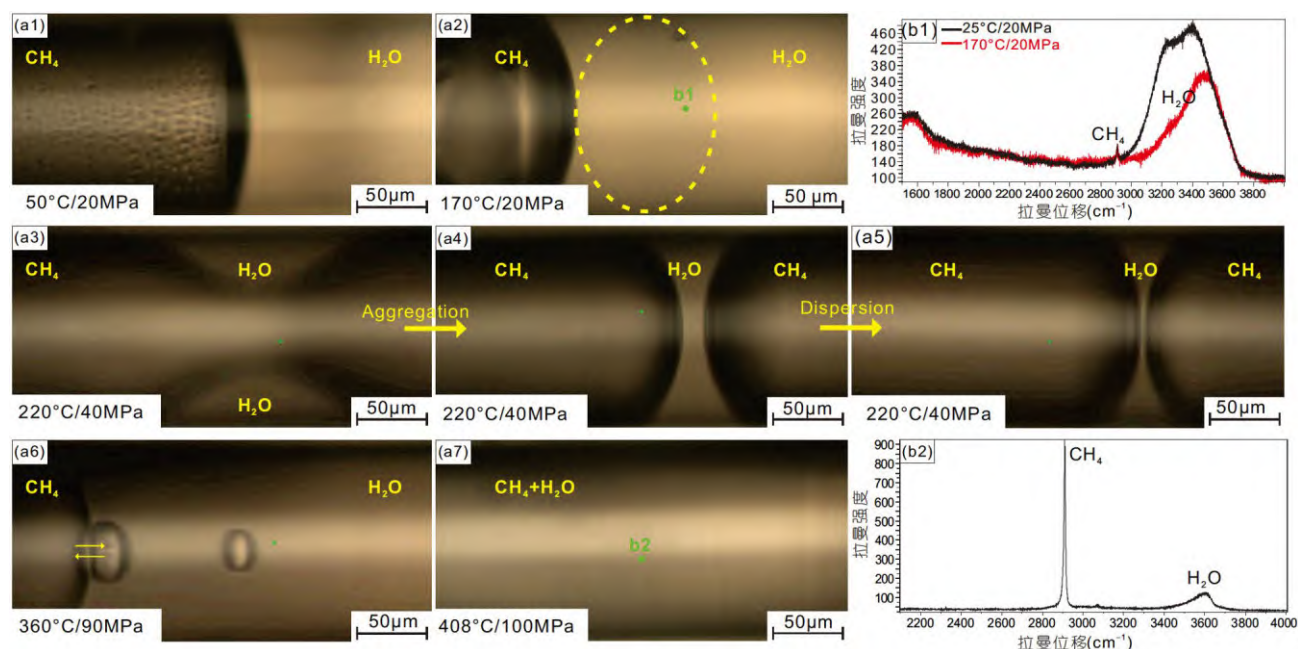 (a1)
CH₄
H₂O
50°C/20MPa
50µm
(a2)
CH₄
H₂O
b1
170°C/20MPa
50 µm
(b1)
25°C/20MPa
170°C/20MPa
460
420
380
340
300
260
220
180
140
100
拉曼强度
CH₄
H₂O
1600 2000 2400 2600 3000 3400 3800
拉曼位移(cm⁻¹)
(a3)
CH₄
H₂O
H₂O
220°C/40MPa
50µm
Aggregation
(a4)
CH₄
H₂O
CH₄
220°C/40MPa
50µm
Dispersion
(a5)
CH₄
H₂O
CH₄
220°C/40MPa
50µm
(a6)
CH₄
H₂O
360°C/90MPa
50µm
(a7)
CH₄+H₂O
b2
408°C/100MPa
50µm
(b2)
900
800
700
600
500
400
300
200
100
拉曼强度
CH₄
H₂O
2200 2400 2600 2800 3000 3200 3400 3600 3800 4000
拉曼位移(cm⁻¹)